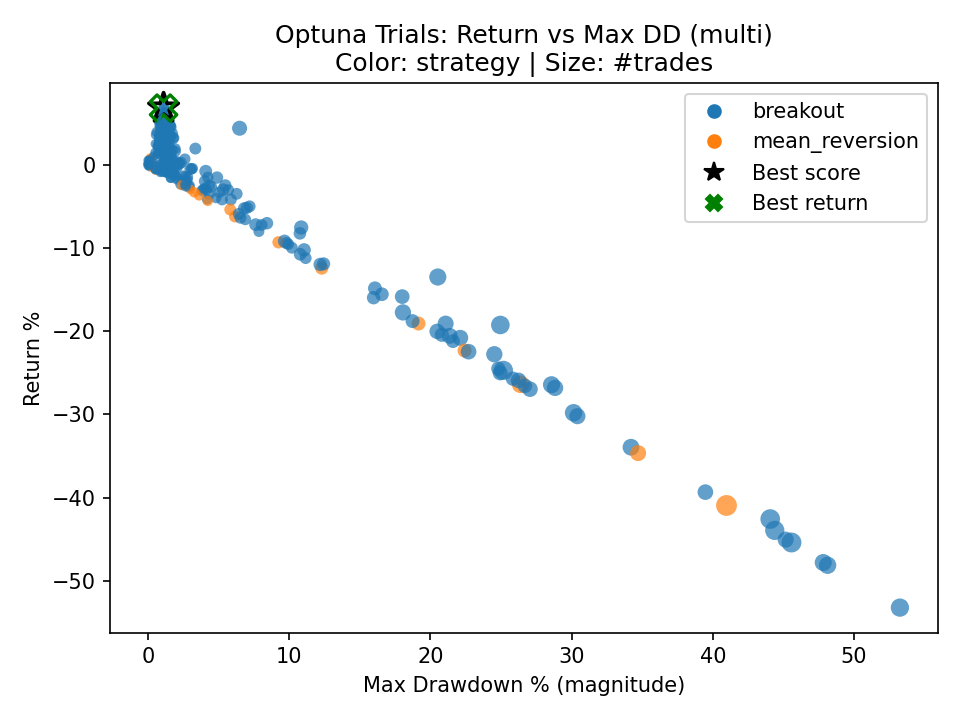 Optuna Trials: Return vs Max DD (multi)
Color: strategy | Size: #trades
breakout
mean_reversion
Best score
Best return
Return %
0
−10
−20
−30
−40
−50
0
10
20
30
40
50
Max Drawdown % (magnitude)